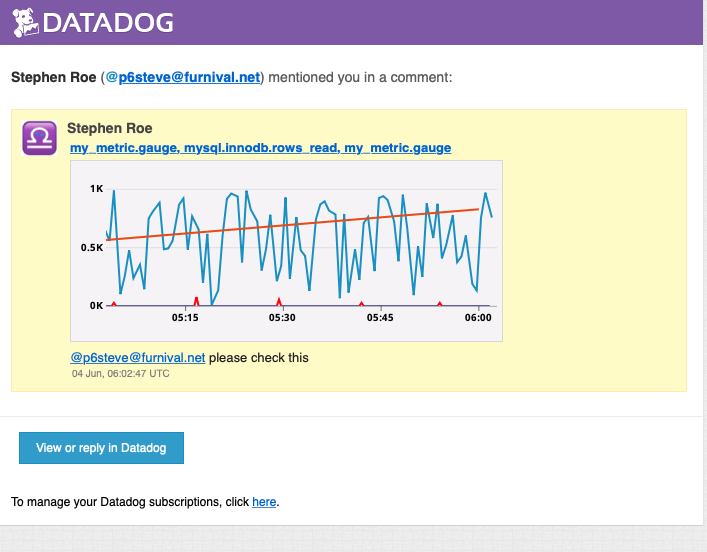 DATADOG
Stephen Roe (@p6steve@furnival.net) mentioned you in a comment:
Stephen Roe
my_metric.gauge, mysql.innodb.rows_read, my_metric.gauge
1K
0.5K
0K
05:15 05:30 05:45 06:00
@p6steve@furnival.net please check this
04 Jun, 06:02:47 UTC
View or reply in Datadog
To manage your Datadog subscriptions, click here.